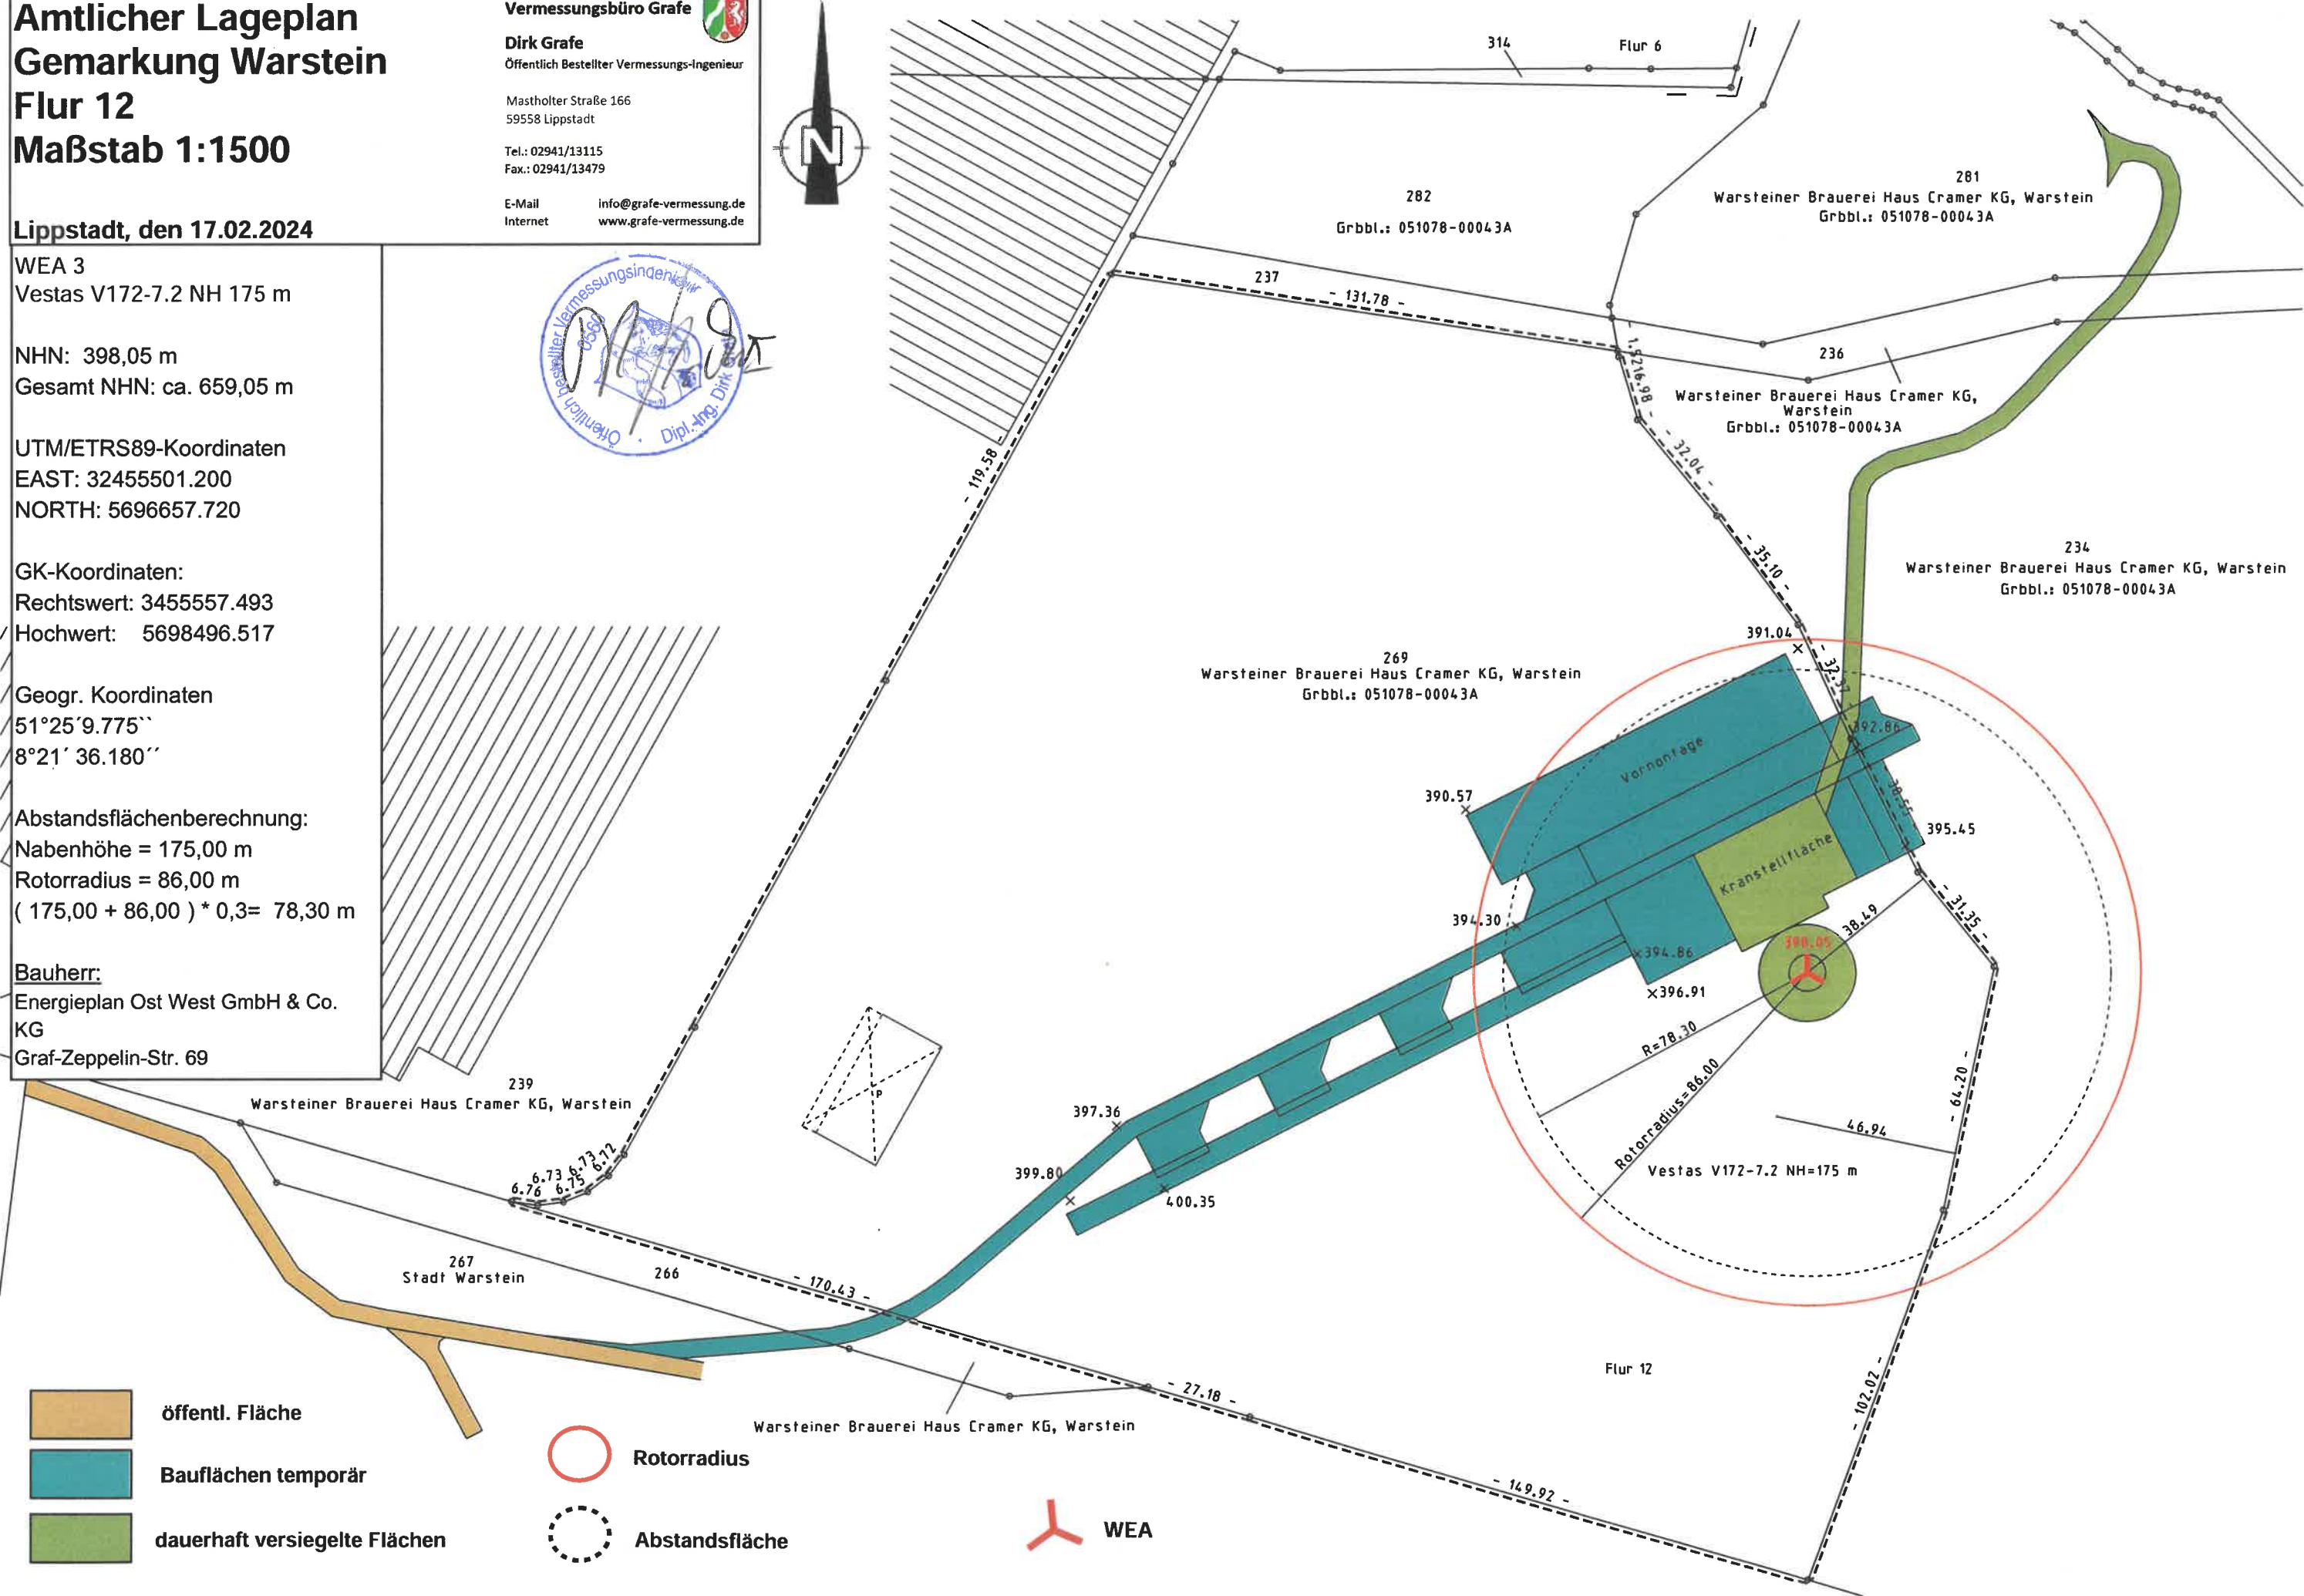 Amtlicher Lageplan
Gemarkung Warstein
Flur 12
Maßstab 1:1500
Lippstadt, den 17.02.2024
Vermessungsbüro Grafe
Dirk Grafe
Öffentlich Bestellter Vermessungs-Ingenieur
Mastholter Straße 166
59558 Lippstadt
Tel.: 02941/13115
Fax.: 02941/13479
E-Mail info@grafe-vermessung.de
Internet www.grafe-vermessung.de
N
WEA 3
Vestas V172-7.2 NH 175 m
NHN: 398,05 m
Gesamt NHN: ca. 659,05 m
UTM/ETRS89-Koordinaten
EAST: 32455501.200
NORTH: 5696657.720
GK-Koordinaten:
Rechtswert: 3455557.493
Hochwert: 5698496.517
Geogr. Koordinaten
51°25´9.775``
8°21´ 36.180´´
Abstandsflächenberechnung:
Nabenhöhe = 175,00 m
Rotorradius = 86,00 m
( 175,00 + 86,00 ) * 0,3= 78,30 m
Bauherr:
Energieplan Ost West GmbH & Co.
KG
Graf-Zeppelin-Str. 69
Öffentlich bestellter Vermessungsingenieur
Dipl.-Ing. Dirk
0560
314
Flur 6
282
Grbbl.: 051078-00043A
281
Warsteiner Brauerei Haus Cramer KG, Warstein
Grbbl.: 051078-00043A
237
- 131.78 -
236
Warsteiner Brauerei Haus Cramer KG,
Warstein
Grbbl.: 051078-00043A
16.98 -
- 32.04 -
- 119.58
- 35.10 -
234
Warsteiner Brauerei Haus Cramer KG, Warstein
Grbbl.: 051078-00043A
391.04
269
Warsteiner Brauerei Haus Cramer KG, Warstein
Grbbl.: 051078-00043A
392.86
Vormontage
390.57
395.45
Kranstellfläche
394.30
38.49
- 31.35 -
394.86
398.05
396.91
R=78.30
Rotorradius=86.00
- 64.20 -
46.94
Vestas V172-7.2 NH=175 m
P
239
Warsteiner Brauerei Haus Cramer KG, Warstein
397.36
399.80
400.35
6.76
6.73
6.75
6.73
6.72
267
Stadt Warstein
266
- 170.43 -
- 27.18 -
Flur 12
- 102.02 -
Warsteiner Brauerei Haus Cramer KG, Warstein
- 149.92 -
öffentl. Fläche
Bauflächen temporär
dauerhaft versiegelte Flächen
Rotorradius
Abstandsfläche
WEA